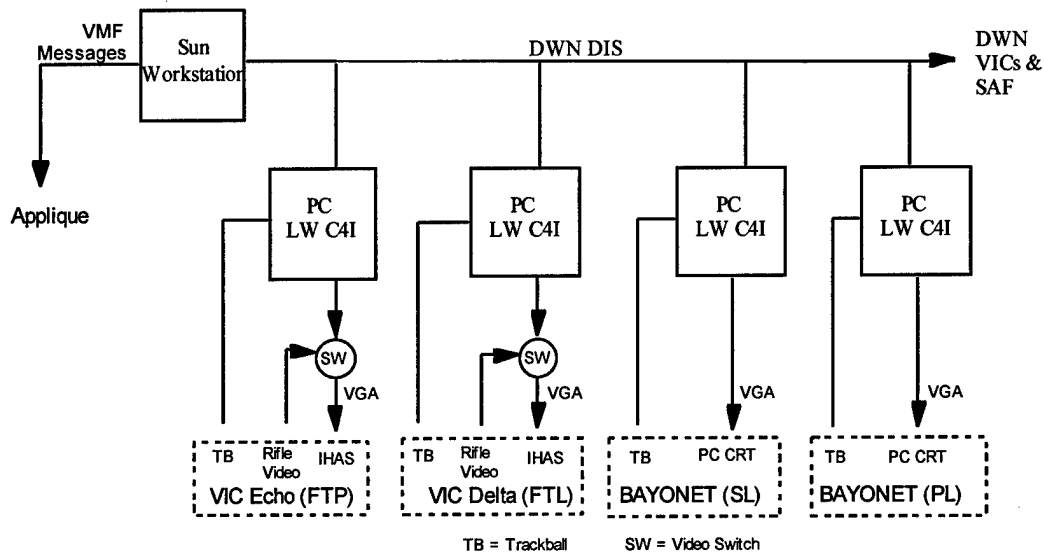 VMF
Messages
Sun
Workstation
DWN DIS
DWN
VICs &
SAF
Applique
PC
LW C4I
PC
LW C4I
PC
LW C4I
PC
LW C4I
SW
SW
VGA
VGA
VGA
VGA
TB
Rifle
Video
IHAS
VIC Echo (FTP)
TB
Rifle
Video
IHAS
VIC Delta (FTL)
TB
PC CRT
BAYONET (SL)
TB
PC CRT
BAYONET (PL)
TB = Trackball
SW = Video Switch